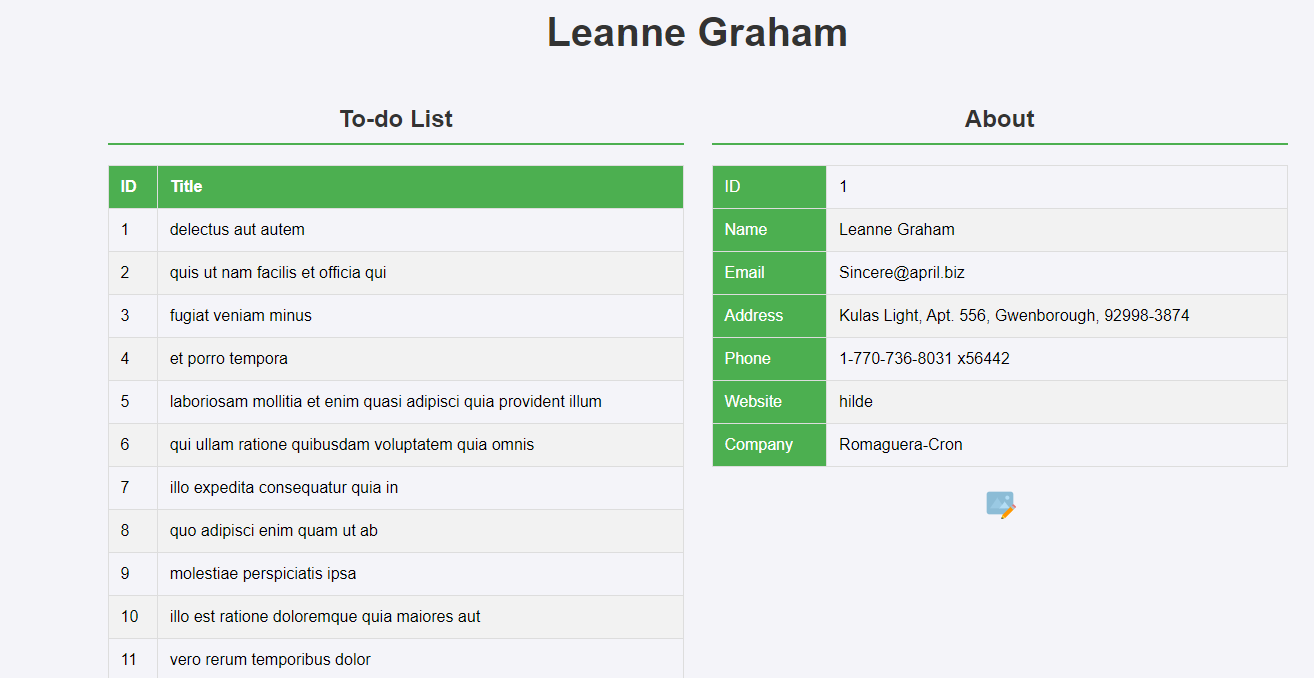 Leanne Graham
To-do List
ID Title
1 delectus aut autem
2 quis ut nam facilis et officia qui
3 fugiat veniam minus
4 et porro tempora
5 laboriosam mollitia et enim quasi adipisci quia provident illum
6 qui ullam ratione quibusdam voluptatem quia omnis
7 illo expedita consequatur quia in
8 quo adipisci enim quam ut ab
9 molestiae perspiciatis ipsa
10 illo est ratione doloremque quia maiores aut
11 vero rerum temporibus dolor
About
ID 1
Name Leanne Graham
Email Sincere@april.biz
Address Kulas Light, Apt. 556, Gwenborough, 92998-3874
Phone 1-770-736-8031 x56442
Website hilde
Company Romaguera-Cron